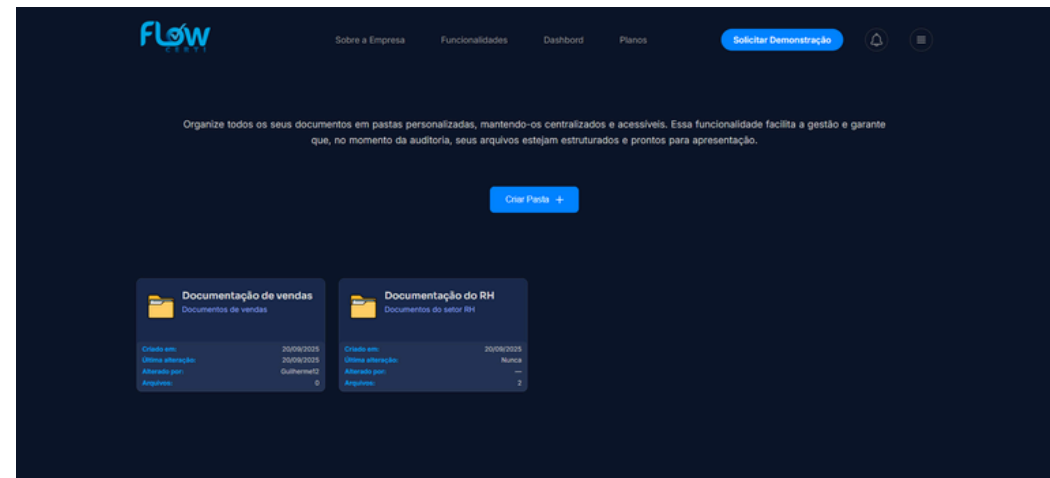 FLOW
CERTI
Sobre a Empresa
Funcionalidades
Dashbord
Planos
Solicitar Demonstração
Organize todos os seus documentos em pastas personalizadas, mantendo-os centralizados e acessíveis. Essa funcionalidade facilita a gestão e garante
que, no momento da auditoria, seus arquivos estejam estruturados e prontos para apresentação.
Criar Pasta +
Documentação de vendas
Documentos de vendas
Criado em: 20/09/2025
Última alteração: 20/09/2025
Alterado por: Guilhermef2
Arquivos: 0
Documentação do RH
Documentos do setor RH
Criado em: 20/09/2025
Última alteração: Nunca
Alterado por: —
Arquivos: 2